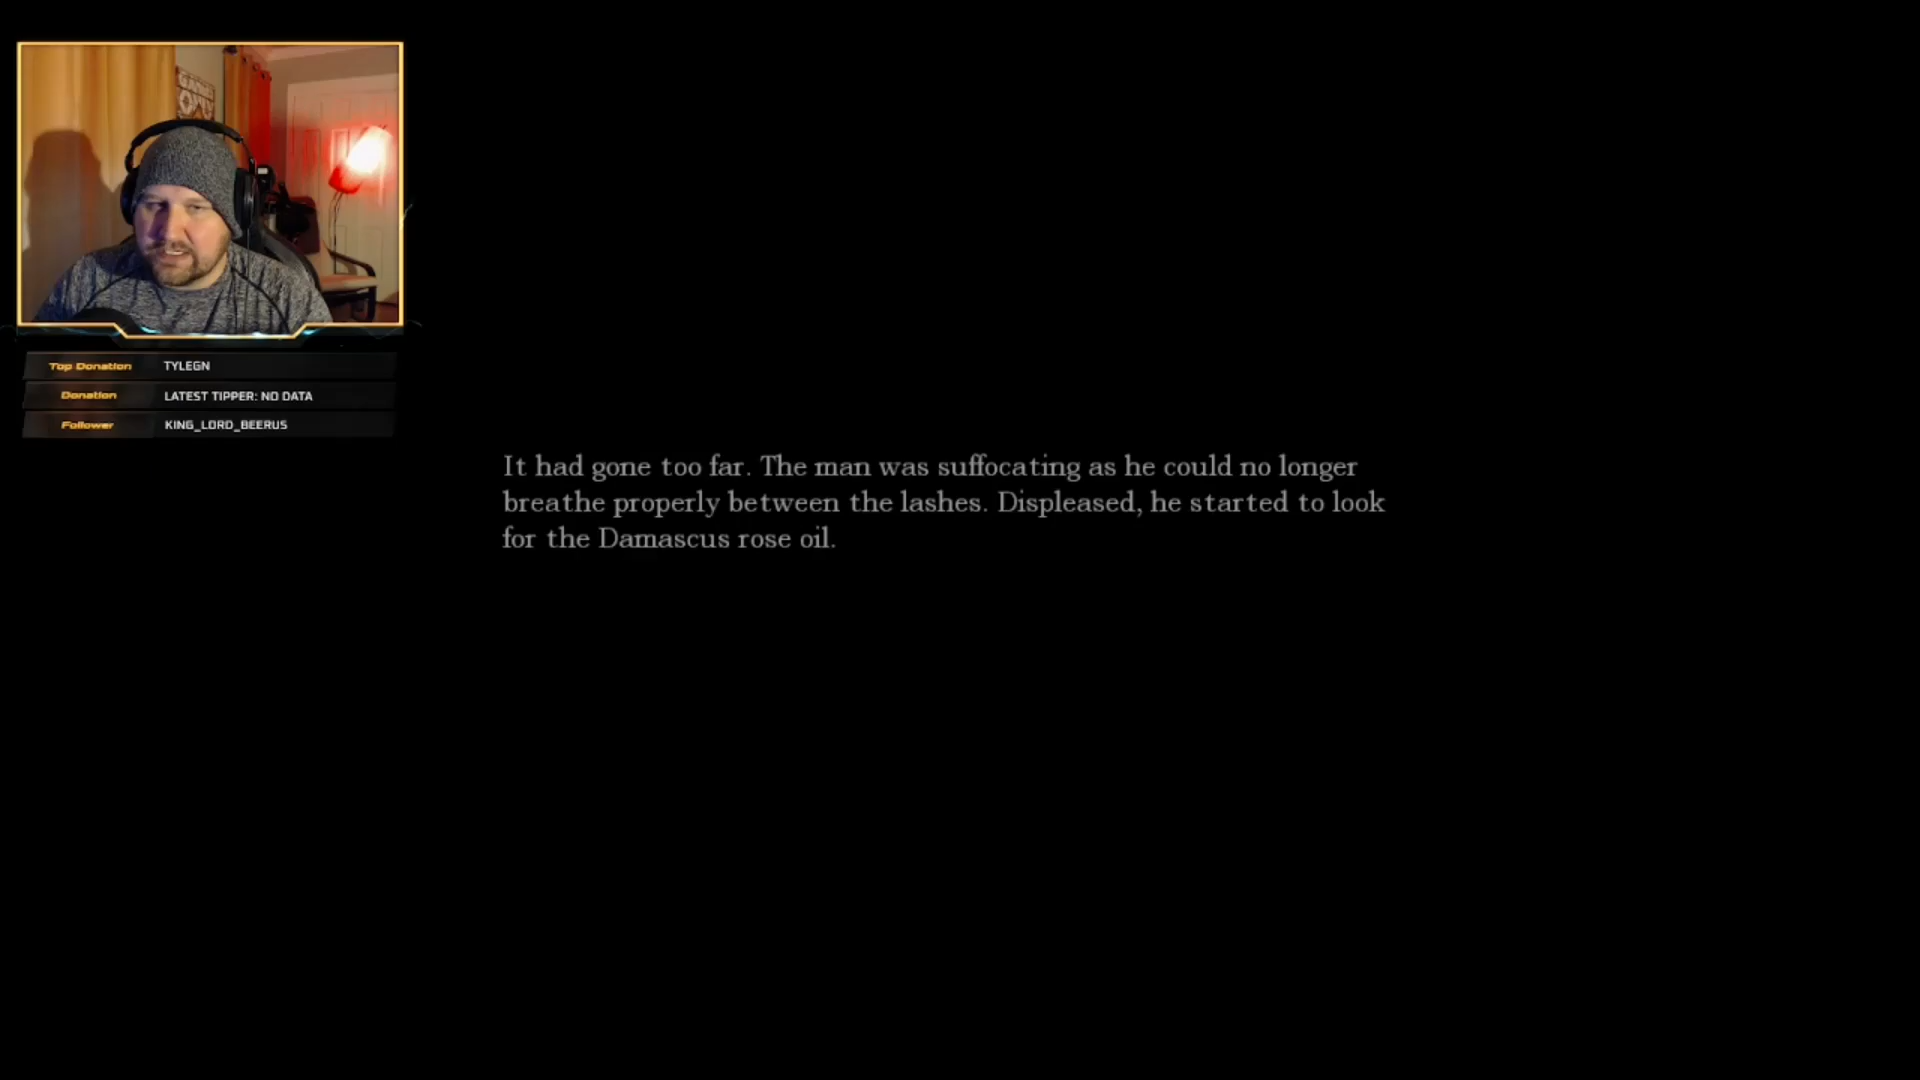 GAMERS
ONLY
Top Donation TYLEGN
Donation LATEST TIPPER: NO DATA
Follower KING_LORD_BEERUS
It had gone too far. The man was suffocating as he could no longer
breathe properly between the lashes. Displeased, he started to look
for the Damascus rose oil.